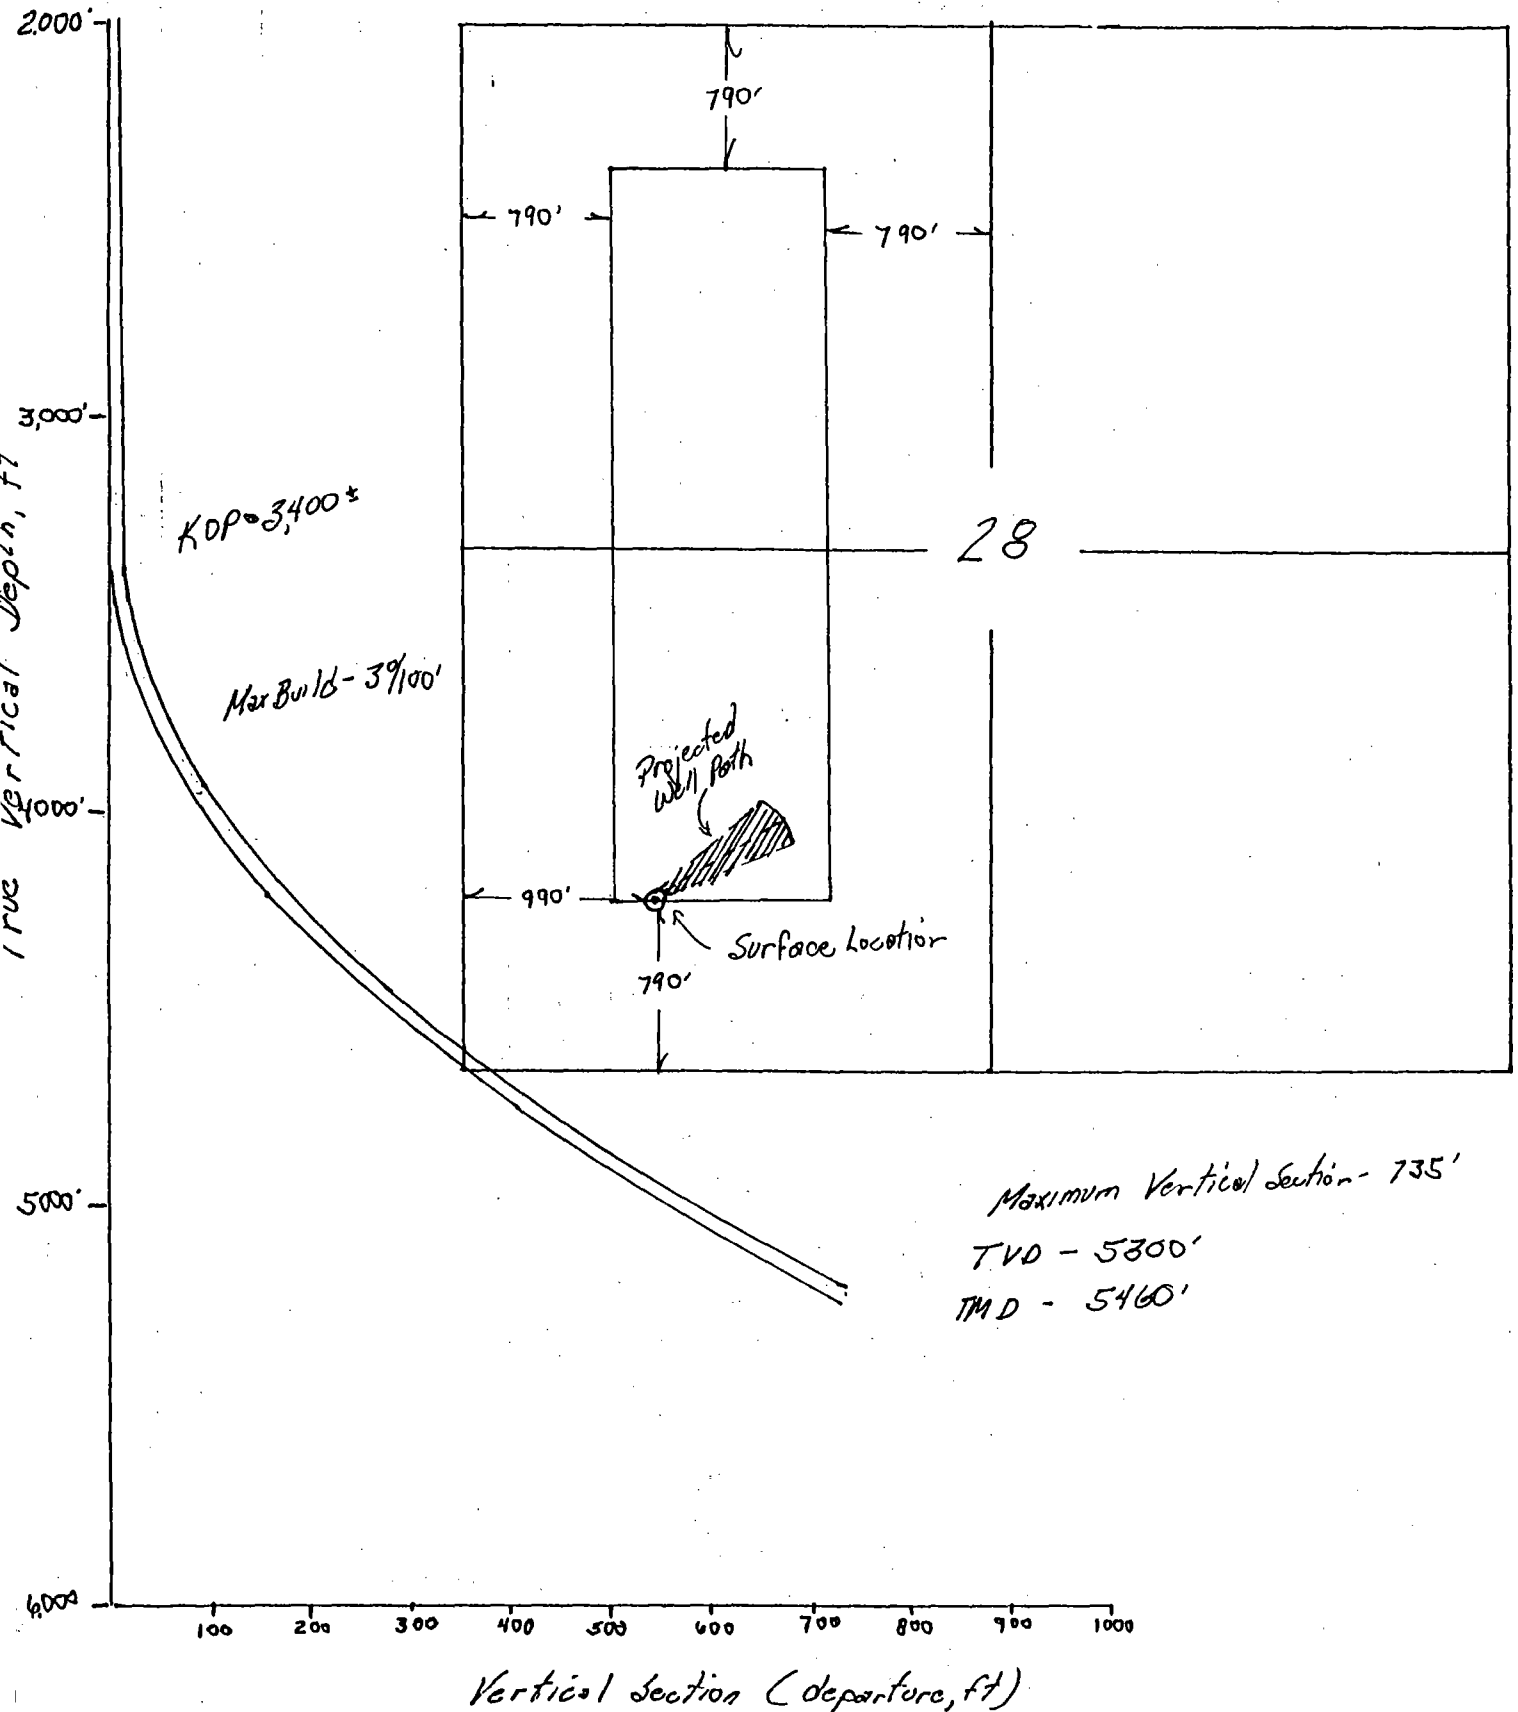 2000'
790'
790'
790'
3,000'
KOP 3,400 ±
28
Max Build - 3°/100'
Projected
Well Path
True Vertical Depth, ft
4000'
990'
Surface Location
790'
5000'
Maximum Vertical Section - 735'
TVD - 5300'
TMD - 5460'
6,000
100 200 300 400 500 600 700 800 900 1000
Vertical Section (departure, ft)